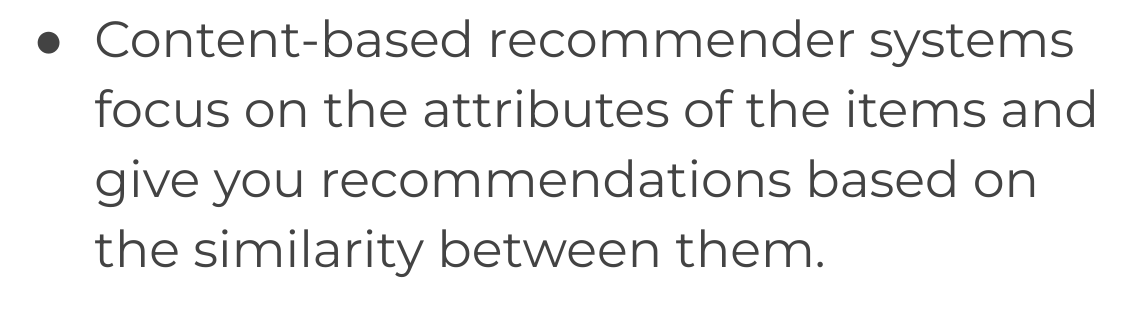 ● Content-based recommender systems
focus on the attributes of the items and
give you recommendations based on
the similarity between them.